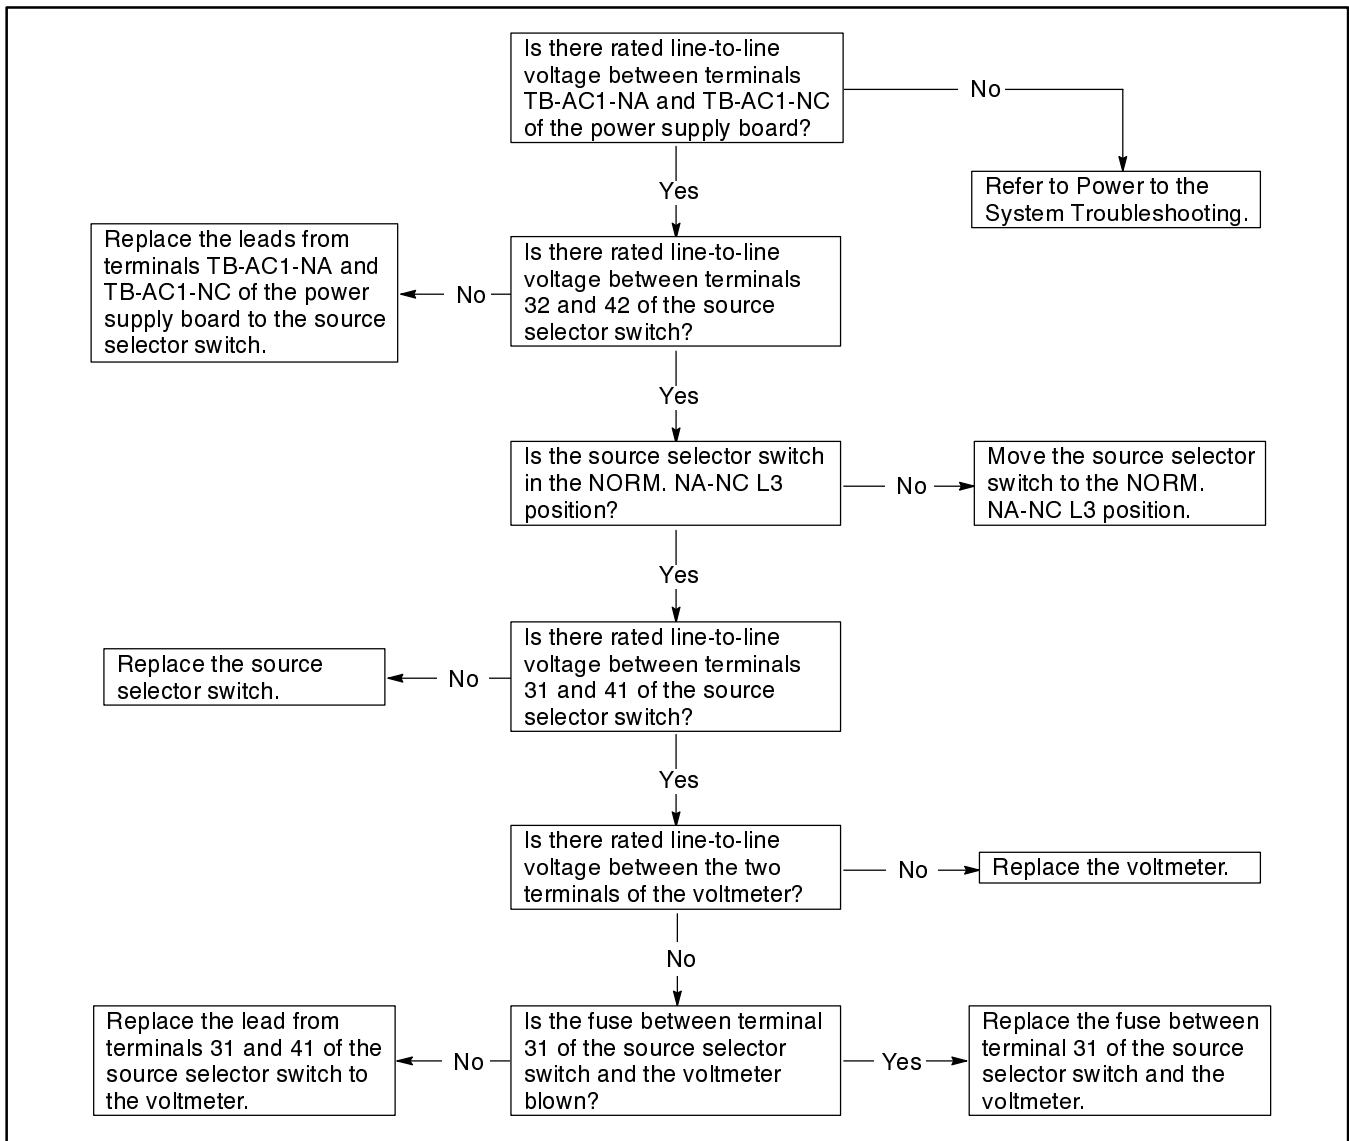 Is there rated line-to-line
voltage between terminals
TB-AC1-NA and TB-AC1-NC
of the power supply board?
No
Refer to Power to the
System Troubleshooting.
Yes
Replace the leads from
terminals TB-AC1-NA and
TB-AC1-NC of the power
supply board to the source
selector switch.
No
Is there rated line-to-line
voltage between terminals
32 and 42 of the source
selector switch?
Yes
Is the source selector switch
in the NORM. NA-NC L3
position?
No
Move the source selector
switch to the NORM.
NA-NC L3 position.
Yes
Replace the source
selector switch.
No
Is there rated line-to-line
voltage between terminals
31 and 41 of the source
selector switch?
Yes
Is there rated line-to-line
voltage between the two
terminals of the voltmeter?
No
Replace the voltmeter.
No
Replace the lead from
terminals 31 and 41 of the
source selector switch to
the voltmeter.
No
Is the fuse between terminal
31 of the source selector
switch and the voltmeter
blown?
Yes
Replace the fuse between
terminal 31 of the source
selector switch and the
voltmeter.